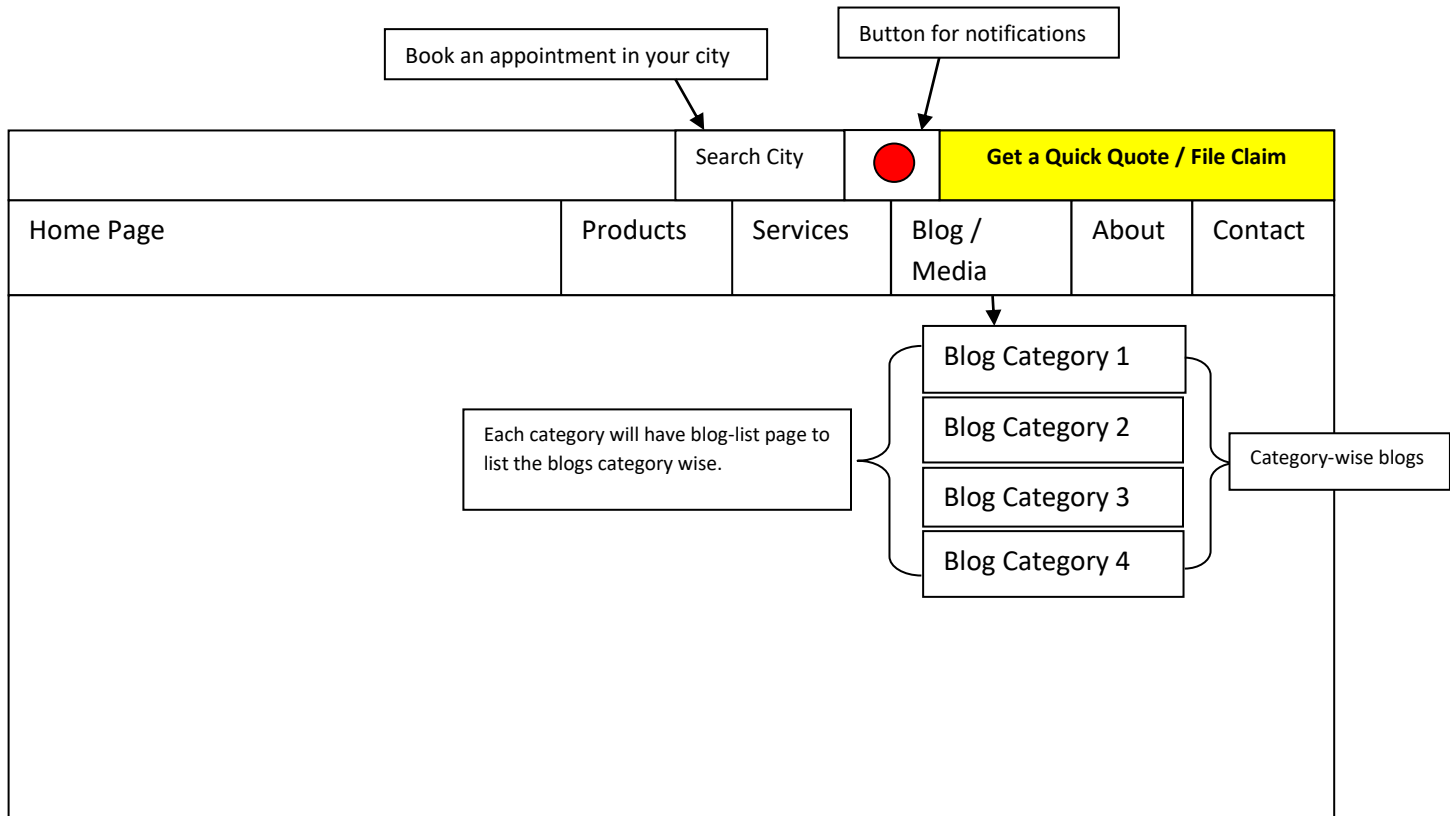 Button for notifications
Book an appointment in your city
Search City
Get a Quick Quote / File Claim
Home Page
Products
Services
Blog /
Media
About
Contact
Blog Category 1
Blog Category 2
Blog Category 3
Blog Category 4
Each category will have blog-list page to
list the blogs category wise.
Category-wise blogs